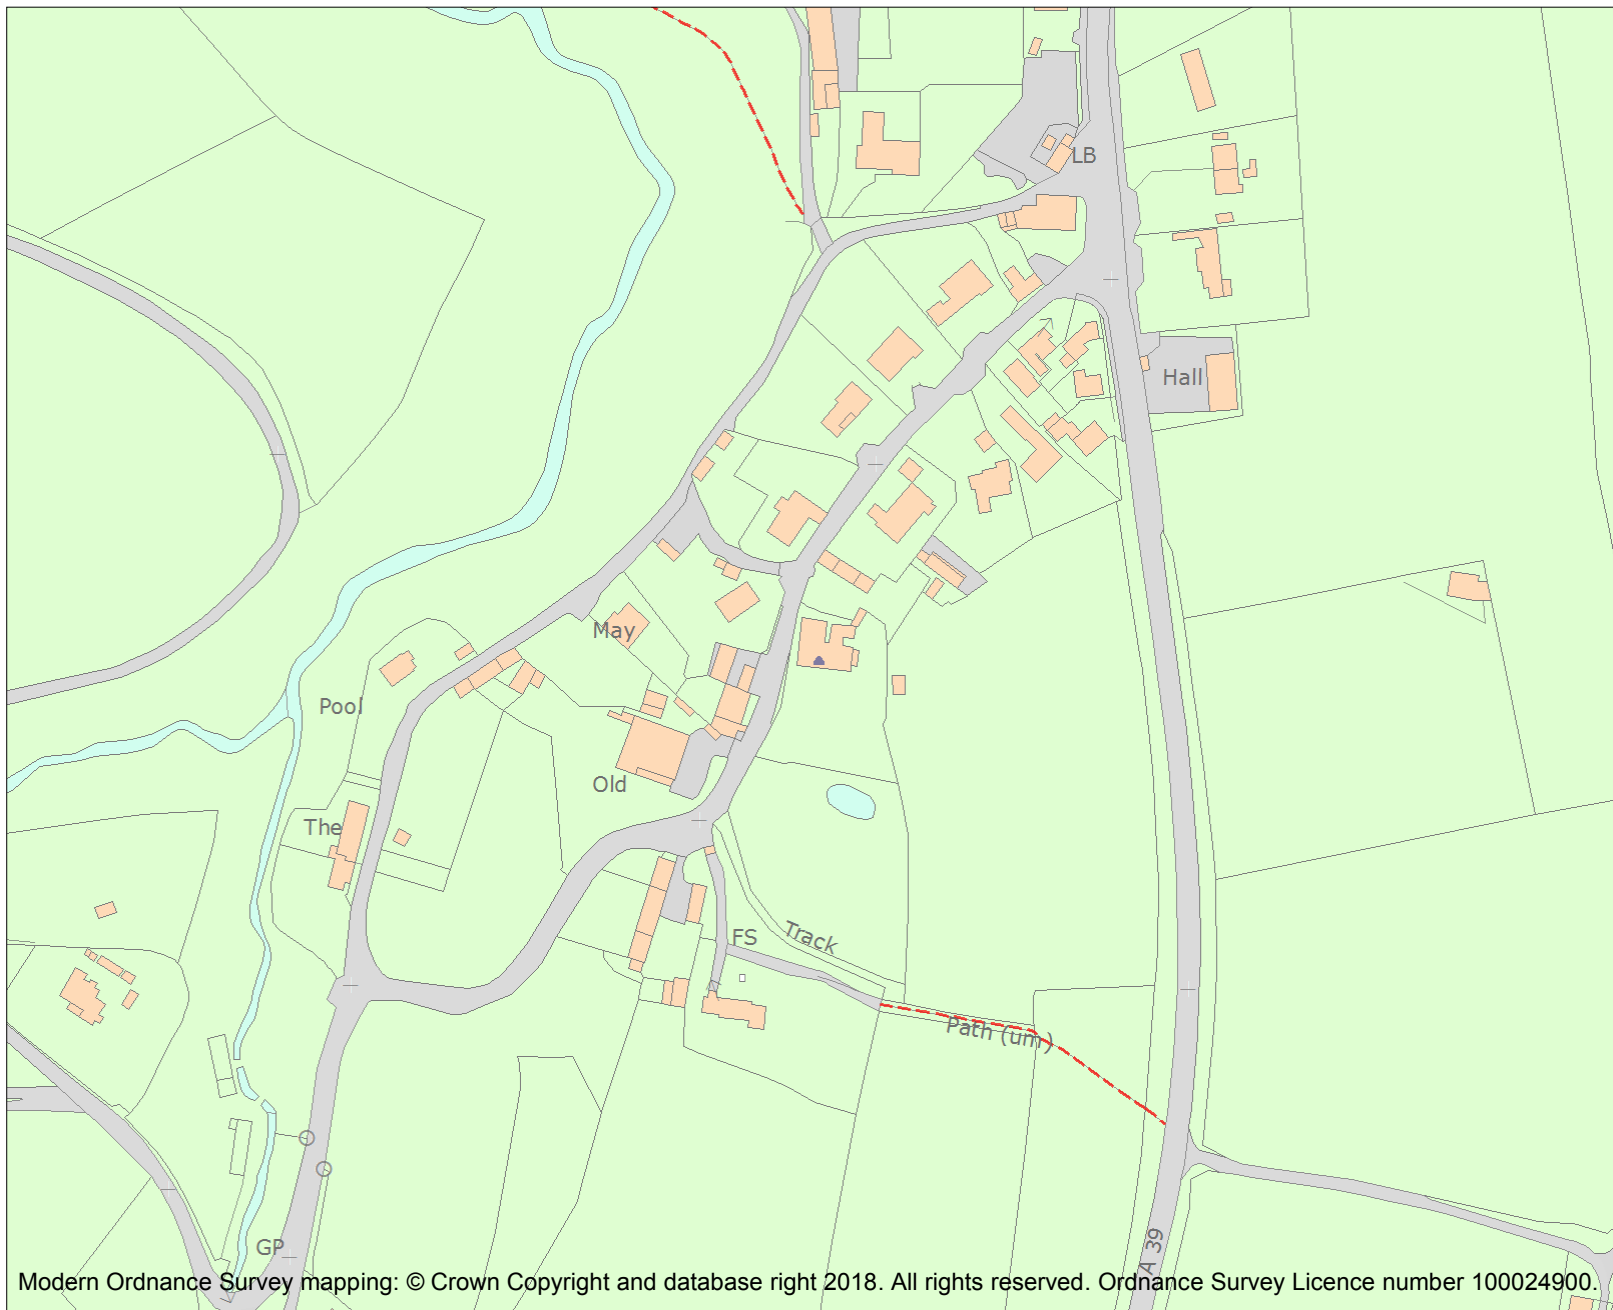 LB
Hall
May
Pool
Old
The
FS
Track
Path (um)
GP
A 39
Modern Ordnance Survey mapping: © Crown Copyright and database right 2018. All rights reserved. Ordnance Survey Licence number 100024900.